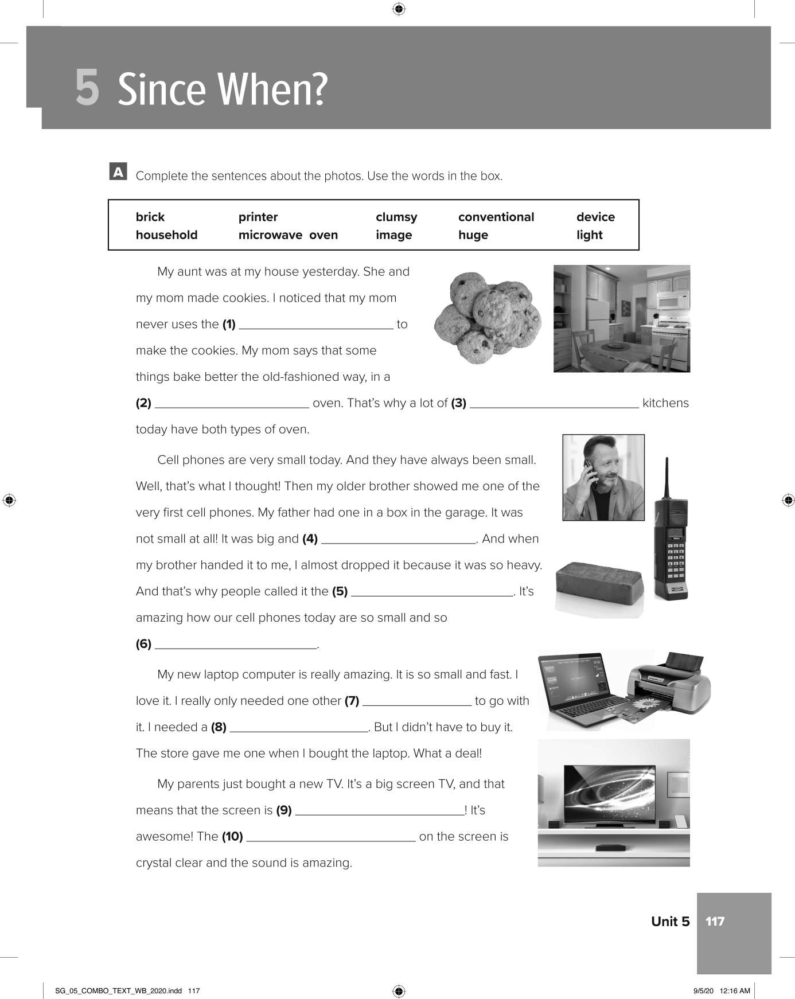 5 Since When?
A Complete the sentences about the photos. Use the words in the box.
brick printer clumsy conventional device
household microwave oven image huge light
My aunt was at my house yesterday. She and
my mom made cookies. I noticed that my mom
never uses the (1) ______________________ to
make the cookies. My mom says that some
things bake better the old-fashioned way, in a
(2) ______________________ oven. That's why a lot of (3) ________________________ kitchens
today have both types of oven.
Cell phones are very small today. And they have always been small.
Well, that's what I thought! Then my older brother showed me one of the
very first cell phones. My father had one in a box in the garage. It was
not small at all! It was big and (4) ______________________. And when
my brother handed it to me, I almost dropped it because it was so heavy.
And that's why people called it the (5) _______________________. It's
amazing how our cell phones today are so small and so
(6) _______________________.
My new laptop computer is really amazing. It is so small and fast. I
love it. I really only needed one other (7) ________________ to go with
it. I needed a (8) ____________________. But I didn't have to buy it.
The store gave me one when I bought the laptop. What a deal!
My parents just bought a new TV. It's a big screen TV, and that
means that the screen is (9) ________________________! It's
awesome! The (10) ________________________ on the screen is
crystal clear and the sound is amazing.
Unit 5 117
SG_05_COMBO_TEXT_WB_2020.indd 117 9/5/20 12:16 AM